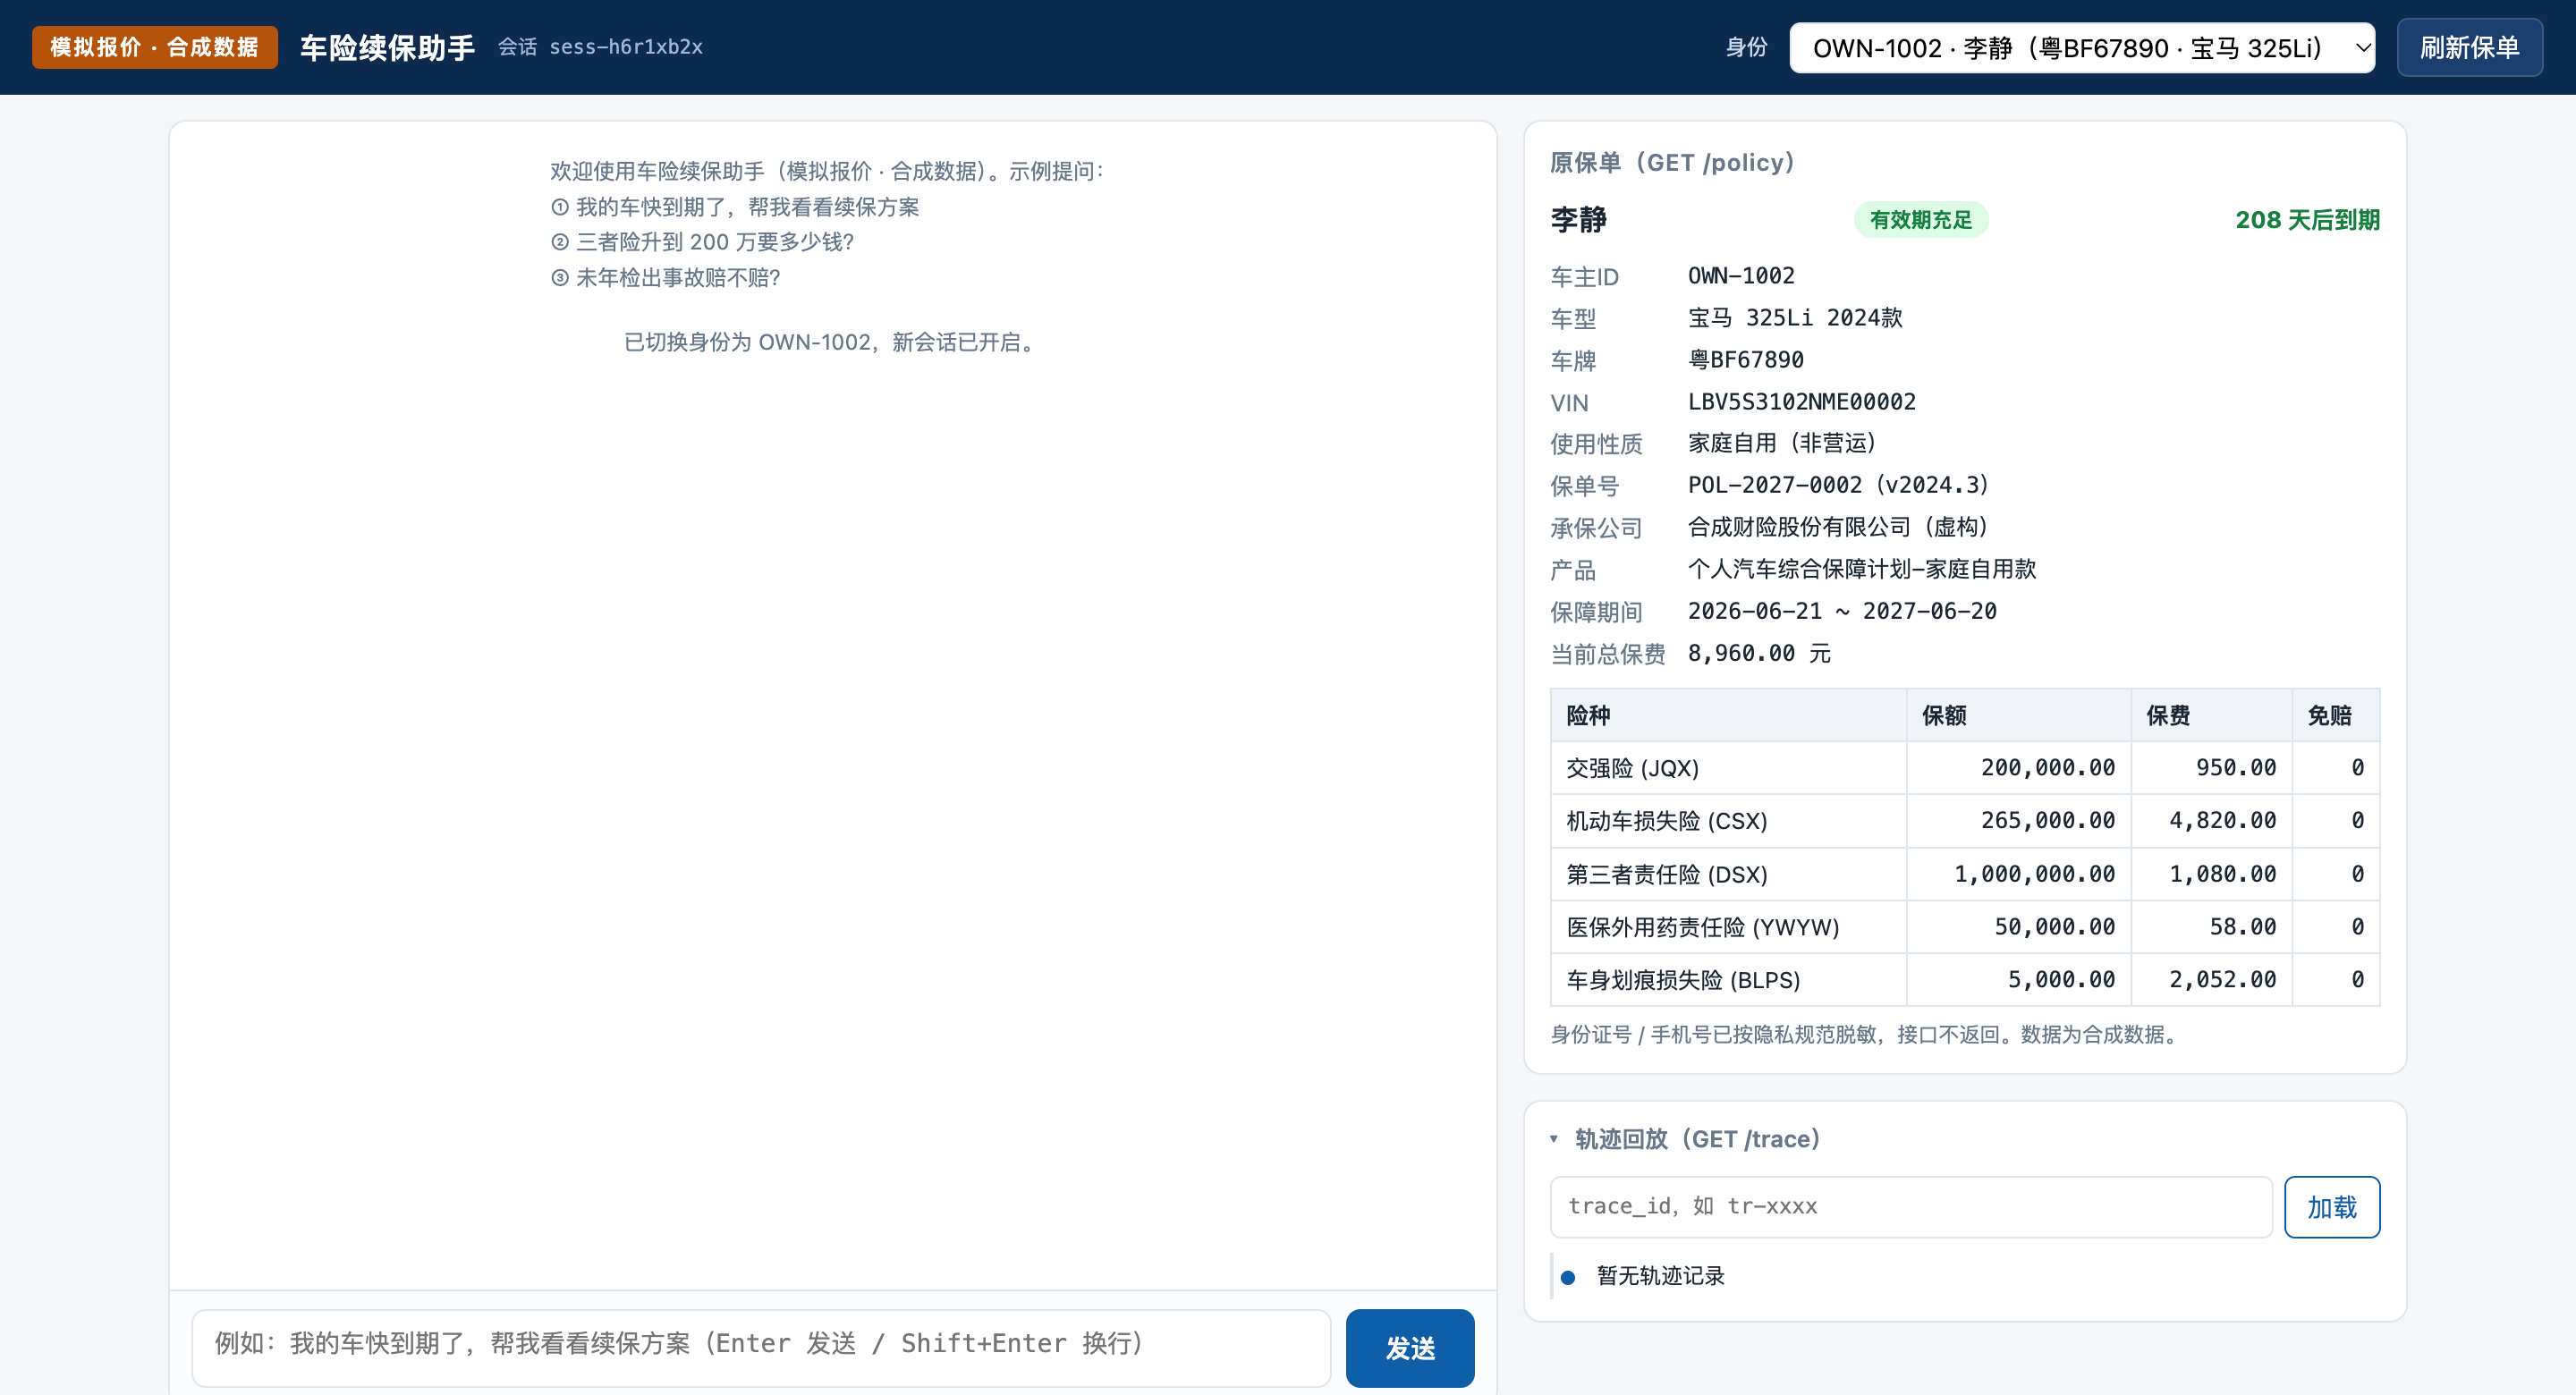 模拟报价 · 合成数据
车险续保助手
会话 sess-h6r1xb2x
身份
OWN-1002 · 李静（粤BF67890 · 宝马 325Li）
刷新保单
欢迎使用车险续保助手（模拟报价 · 合成数据）。示例提问：
① 我的车快到期了，帮我看看续保方案
② 三者险升到 200 万要多少钱？
③ 未年检出事故赔不赔？
已切换身份为 OWN-1002，新会话已开启。
例如：我的车快到期了，帮我看看续保方案（Enter 发送 / Shift+Enter 换行）
发送
原保单（GET /policy）
李静 有效期充足 208 天后到期
车主ID OWN-1002
车型 宝马 325Li 2024款
车牌 粤BF67890
VIN LBV5S3102NME00002
使用性质 家庭自用（非营运）
保单号 POL-2027-0002（v2024.3）
承保公司 合成财险股份有限公司（虚构）
产品 个人汽车综合保障计划-家庭自用款
保障期间 2026-06-21 ~ 2027-06-20
当前总保费 8,960.00 元
险种 保额 保费 免赔
交强险 (JQX) 200,000.00 950.00 0
机动车损失险 (CSX) 265,000.00 4,820.00 0
第三者责任险 (DSX) 1,000,000.00 1,080.00 0
医保外用药责任险 (YWYW) 50,000.00 58.00 0
车身划痕损失险 (BLPS) 5,000.00 2,052.00 0
身份证号 / 手机号已按隐私规范脱敏，接口不返回。数据为合成数据。
▼ 轨迹回放（GET /trace）
trace_id，如 tr-xxxx
加载
暂无轨迹记录